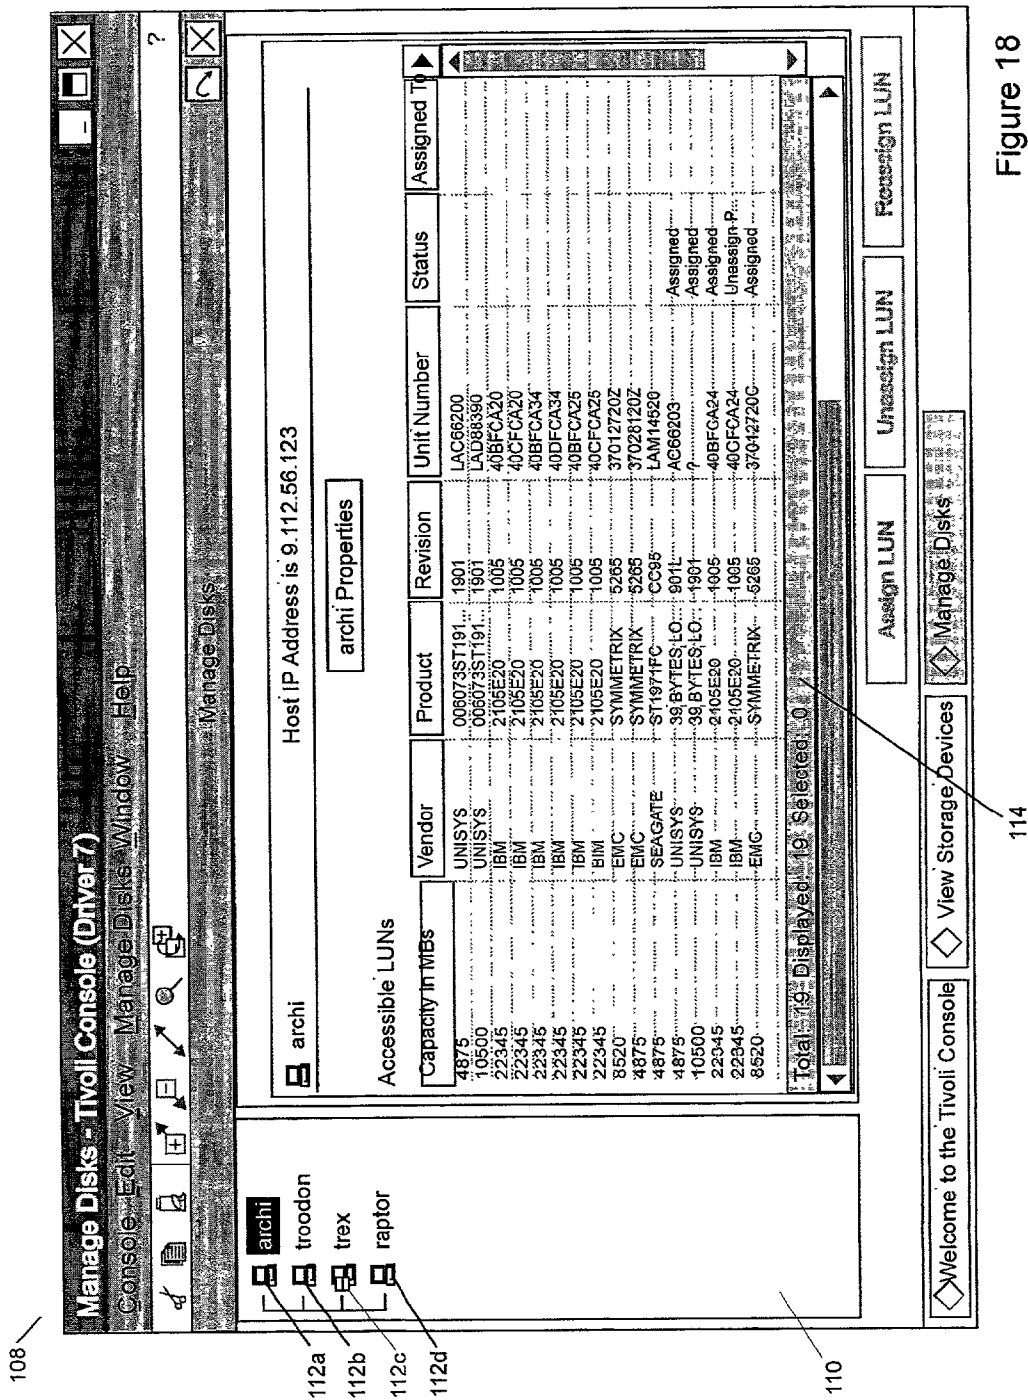 108
Manage Disks - Tivoli Console (Driver 7)
Console Edit View Manage Disks Window Help
?
Manage Disks
112a
112b
112c
112d
110
archi
troodon
trex
raptor
archi
Host IP Address is 9.112.56.123
archi Properties
Accessible LUNs
Capacity in MBs Vendor Product Revision Unit Number Status Assigned To
4875 UNISYS 006073ST191... 1901 LAC66200
10500 UNISYS 006073ST191... 1901 LAD88390
22345 IBM 2105E20 1005 40BFCA20
22345 IBM 2105E20 1005 40CFCA20
22345 IBM 2105E20 1005 40BFCA34
22345 IBM 2105E20 1005 40DFCA34
22345 IBM 2105E20 1005 40BFCA25
22345 BIM 2105E20 1005 40CFCA25
8520 EMC SYMMETRIX 5265 37012720Z
4875 EMC SYMMETRIX 5265 37028120Z
4875 SEAGATE ST1971FC CC95 LAM14520
4875 UNISYS 39,BYTES,LO... 901L AC66203 Assigned
10500 UNISYS 39,BYTES,LO... 1901 ? Assigned
22345 IBM 2105E20 1005 40BFCA24 Assigned
22345 IBM 2105E20 1005 40CFCA24 Unassign P...
8520 EMC SYMMETRIX 5265 37012720C Assigned
Total: 19 Displayed: 19 Selected: 0
Assign LUN Unassign LUN Reassign LUN
Welcome to the Tivoli Console View Storage Devices Manage Disks
114
Figure 18